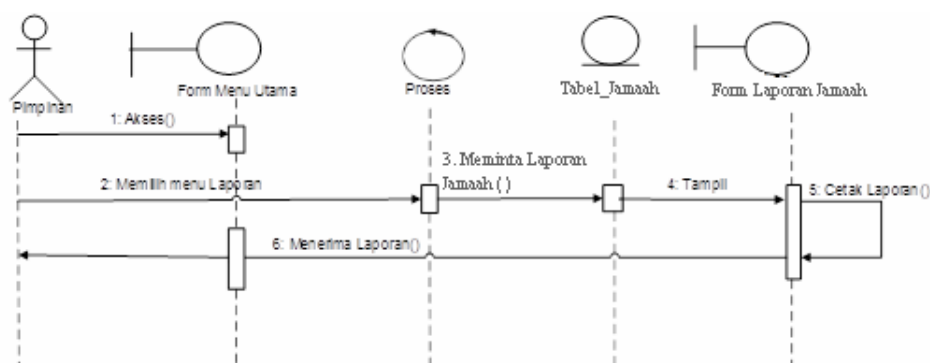 Pimpinan
Form Menu Utama
Proses
Tabel_Jamaah
Form Laporan Jamaah
1: Akses()
2: Memilih menu Laporan
3. Meminta Laporan
Jamaah ( )
4: Tampil
5: Cetak Laporan()
6: Menerima Laporan()